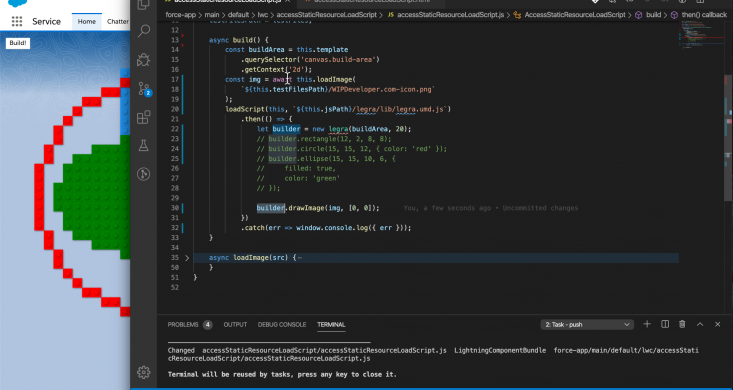 Service
Home
Chatter
Build!
force-app > main > default > lwc > accessStaticResourceLoadScript > JS accessStaticResourceLoadScript.js > AccessStaticResourceLoadScript > build > then() callback
12
13 async build() {
14 const buildArea = this.template
15 .querySelector('canvas.build-area')
16 .getContext('2d');
17 const img = await this.loadImage(
18 `${this.testFilesPath}/WIPDeveloper.com-icon.png`
19 );
20 loadScript(this, `${this.jsPath}/legra/lib/legra.umd.js`)
21 .then(() => {
22 let builder = new legra(buildArea, 20);
23 // builder.rectangle(12, 2, 8, 8);
24 // builder.circle(15, 15, 12, { color: 'red' });
25 // builder.ellipse(15, 15, 10, 6, {
26 // filled: true,
27 // color: 'green'
28 // });
29
30 builder.drawImage(img, [0, 0]); You, a few seconds ago • Uncommitted changes
31 })
32 .catch(err => window.console.log({ err }));
33 }
34
35 async loadImage(src) {⋯
50 }
51 }
52
PROBLEMS 4 OUTPUT DEBUG CONSOLE TERMINAL 2: Task - push
Changed accessStaticResourceLoadScript/accessStaticResourceLoadScript.js LightningComponentBundle force-app/main/default/lwc/accessStati
cResourceLoadScript/accessStaticResourceLoadScript.js
Terminal will be reused by tasks, press any key to close it.